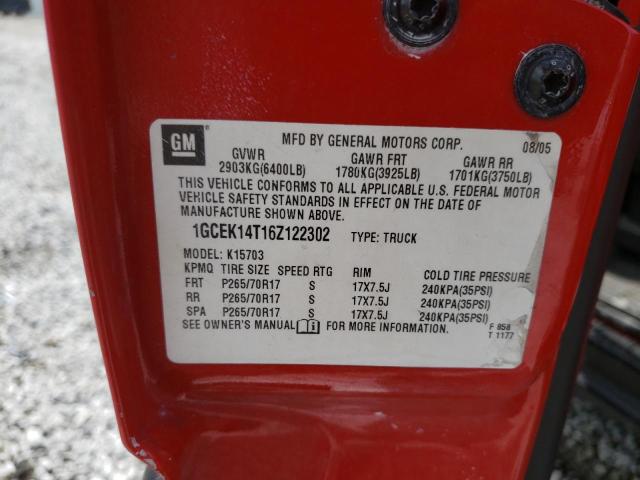 GM
MFD BY GENERAL MOTORS CORP. 08/05
GVWR GAWR FRT GAWR RR
2903KG(6400LB) 1780KG(3925LB) 1701KG(3750LB)
THIS VEHICLE CONFORMS TO ALL APPLICABLE U.S. FEDERAL MOTOR
VEHICLE SAFETY STANDARDS IN EFFECT ON THE DATE OF
MANUFACTURE SHOWN ABOVE.
1GCEK14T16Z122302 TYPE: TRUCK
MODEL: K15703
KPMQ TIRE SIZE SPEED RTG RIM COLD TIRE PRESSURE
FRT P265/70R17 S 17X7.5J 240KPA(35PSI)
RR P265/70R17 S 17X7.5J 240KPA(35PSI)
SPA P265/70R17 S 17X7.5J 240KPA(35PSI)
SEE OWNER'S MANUAL FOR MORE INFORMATION.
F 858
T 1177